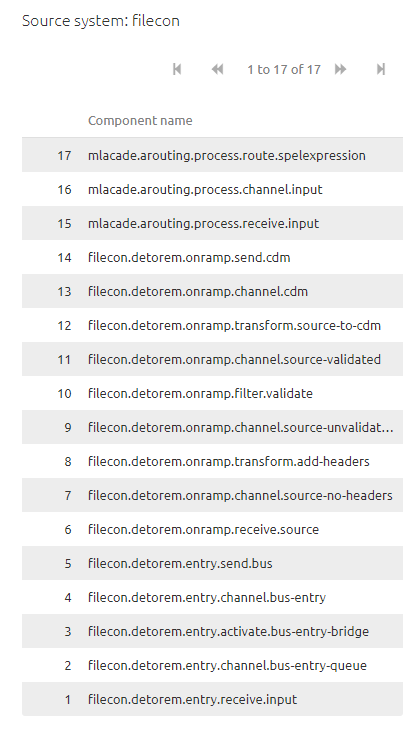 Source system: filecon
1 to 17 of 17
Component name
17 mlacade.arouting.process.route.spelexpression
16 mlacade.arouting.process.channel.input
15 mlacade.arouting.process.receive.input
14 filecon.detorem.onramp.send.cdm
13 filecon.detorem.onramp.channel.cdm
12 filecon.detorem.onramp.transform.source-to-cdm
11 filecon.detorem.onramp.channel.source-validated
10 filecon.detorem.onramp.filter.validate
9 filecon.detorem.onramp.channel.source-unvalidat...
8 filecon.detorem.onramp.transform.add-headers
7 filecon.detorem.onramp.channel.source-no-headers
6 filecon.detorem.onramp.receive.source
5 filecon.detorem.entry.send.bus
4 filecon.detorem.entry.channel.bus-entry
3 filecon.detorem.entry.activate.bus-entry-bridge
2 filecon.detorem.entry.channel.bus-entry-queue
1 filecon.detorem.entry.receive.input